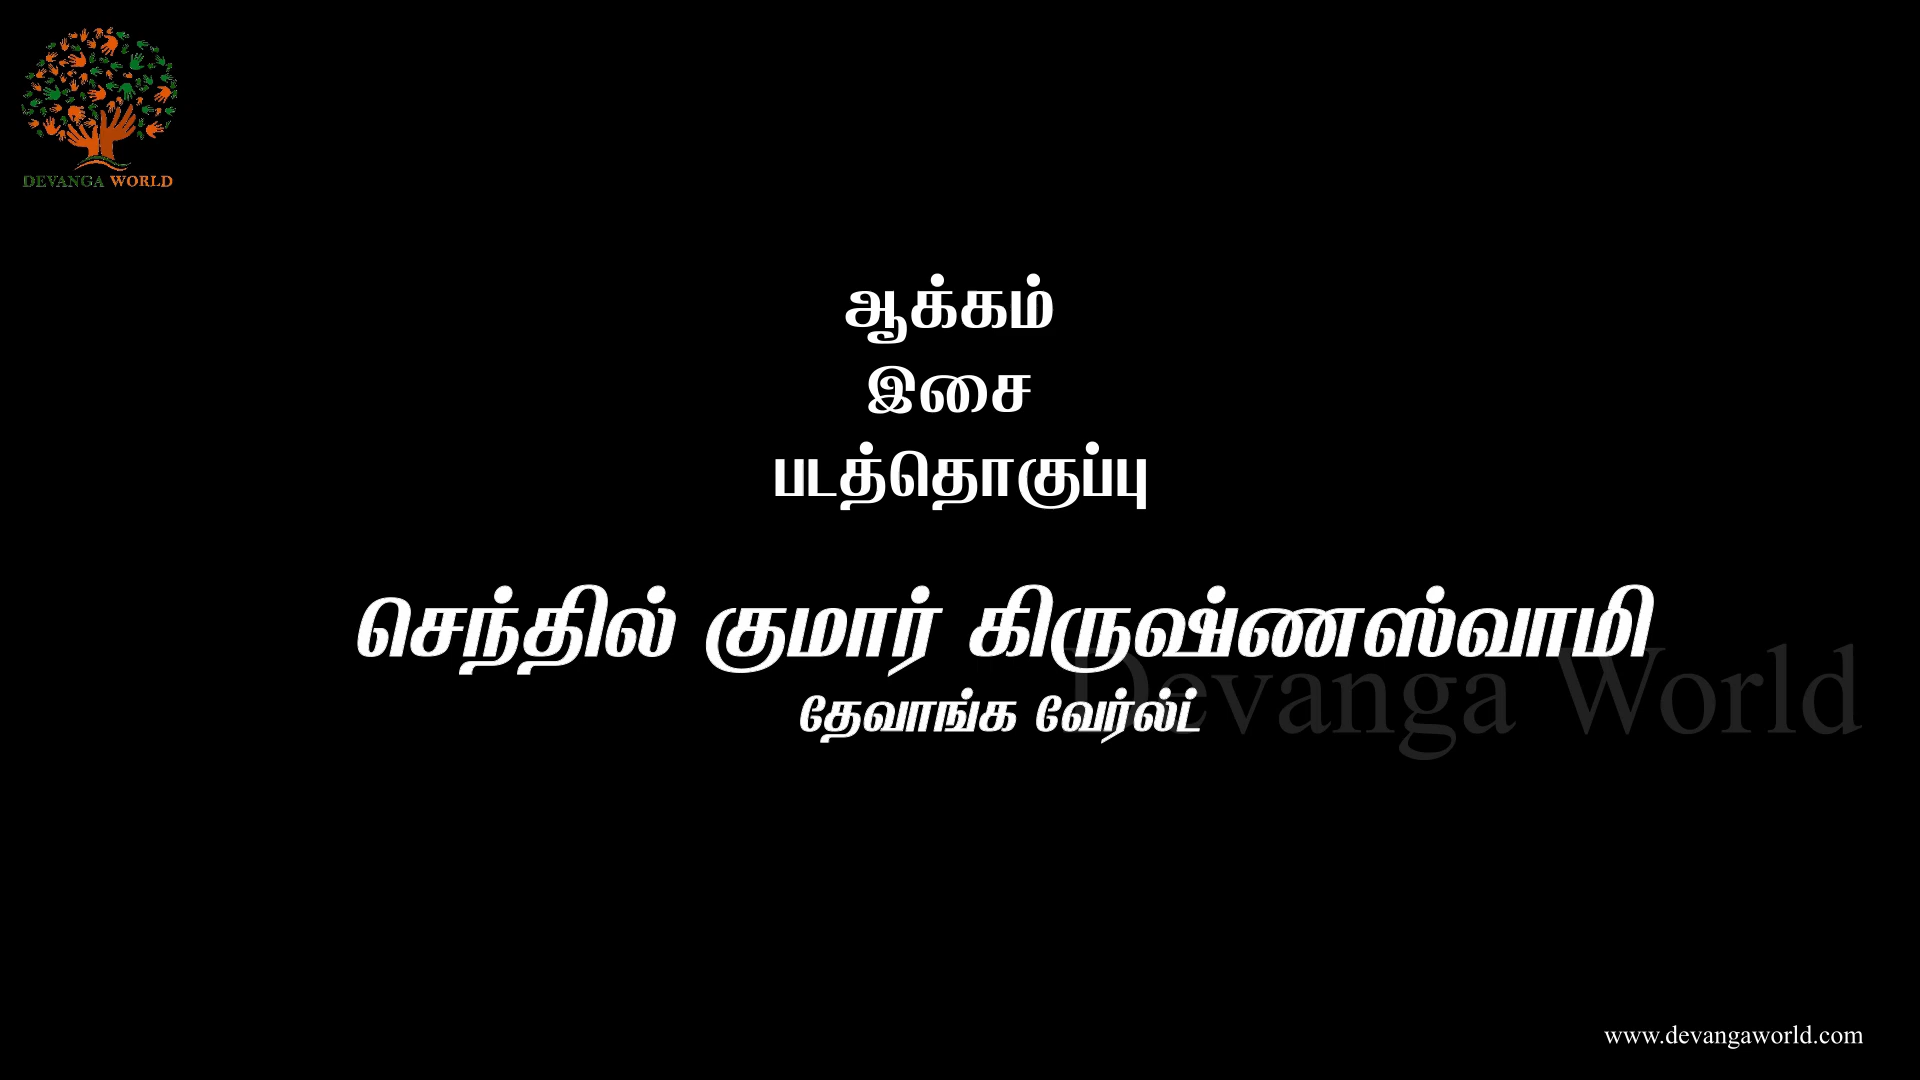 DEVANGA WORLD
ஆக்கம்
இசை
படத்தொகுப்பு
செந்தில் குமார் கிருஷ்ணஸ்வாமி
தேவாங்க வேர்ல்ட்
Devanga World
www.devangaworld.com